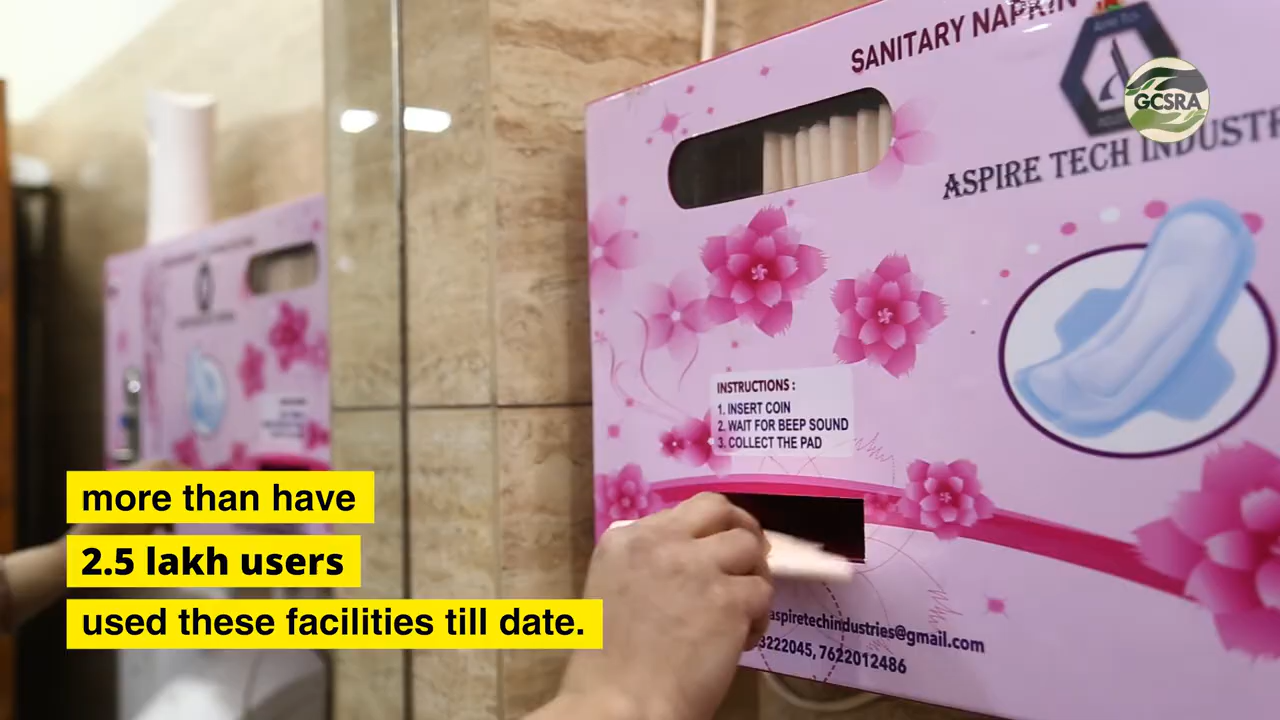 SANITARY NAPKIN
GCSRA
ASPIRE TECH INDUSTR
INSTRUCTIONS :
1. INSERT COIN
2. WAIT FOR BEEP SOUND
3. COLLECT THE PAD
more than have
2.5 lakh users
used these facilities till date.
aspiretechindustries@gmail.com
3222045, 7622012486